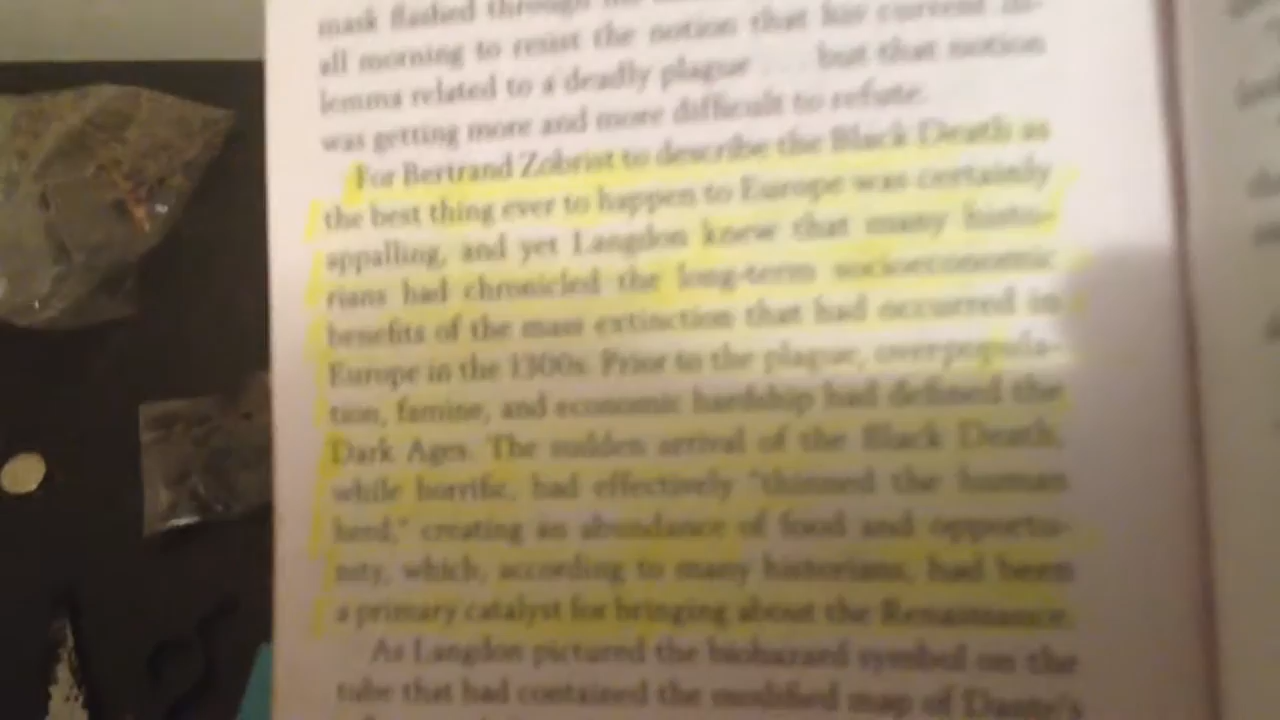 mask flashed through
all morning to resist the notion that his current di-
lemma related to a deadly plague . . . but that notion
was getting more and more difficult to refute.
For Bertrand Zobrist to describe the Black Death as
the best thing ever to happen to Europe was certainly
appalling, and yet Langdon knew that many histo-
rians had chronicled the long-term socioeconomic
benefits of the mass extinction that had occurred in
Europe in the 1300s. Prior to the plague, overpopula-
tion, famine, and economic hardship had defined the
Dark Ages. The sudden arrival of the Black Death,
while horrific, had effectively "thinned the human
herd," creating an abundance of food and opportu-
nity, which, according to many historians, had been
a primary catalyst for bringing about the Renaissance.
As Langdon pictured the biohazard symbol on the
tube that had contained the modified map of Dante's